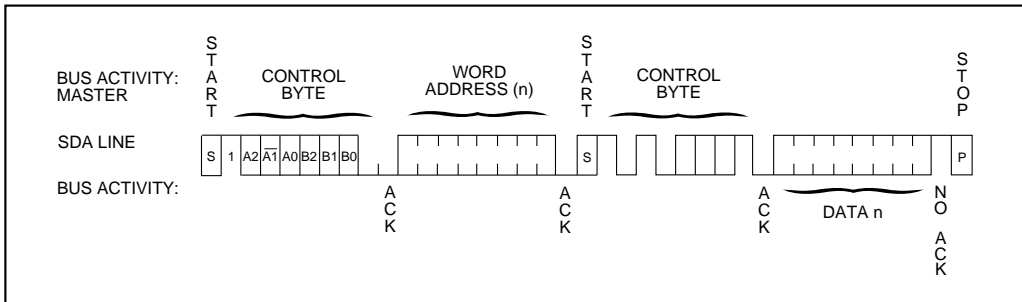 START
BUS ACTIVITY:
MASTER
CONTROL
BYTE
WORD
ADDRESS (n)
START
CONTROL
BYTE
STOP
SDA LINE
S 1 A2 A̅1̅ A0 B2 B1 B0
S
P
BUS ACTIVITY:
ACK
ACK
ACK
DATA n
NO ACK